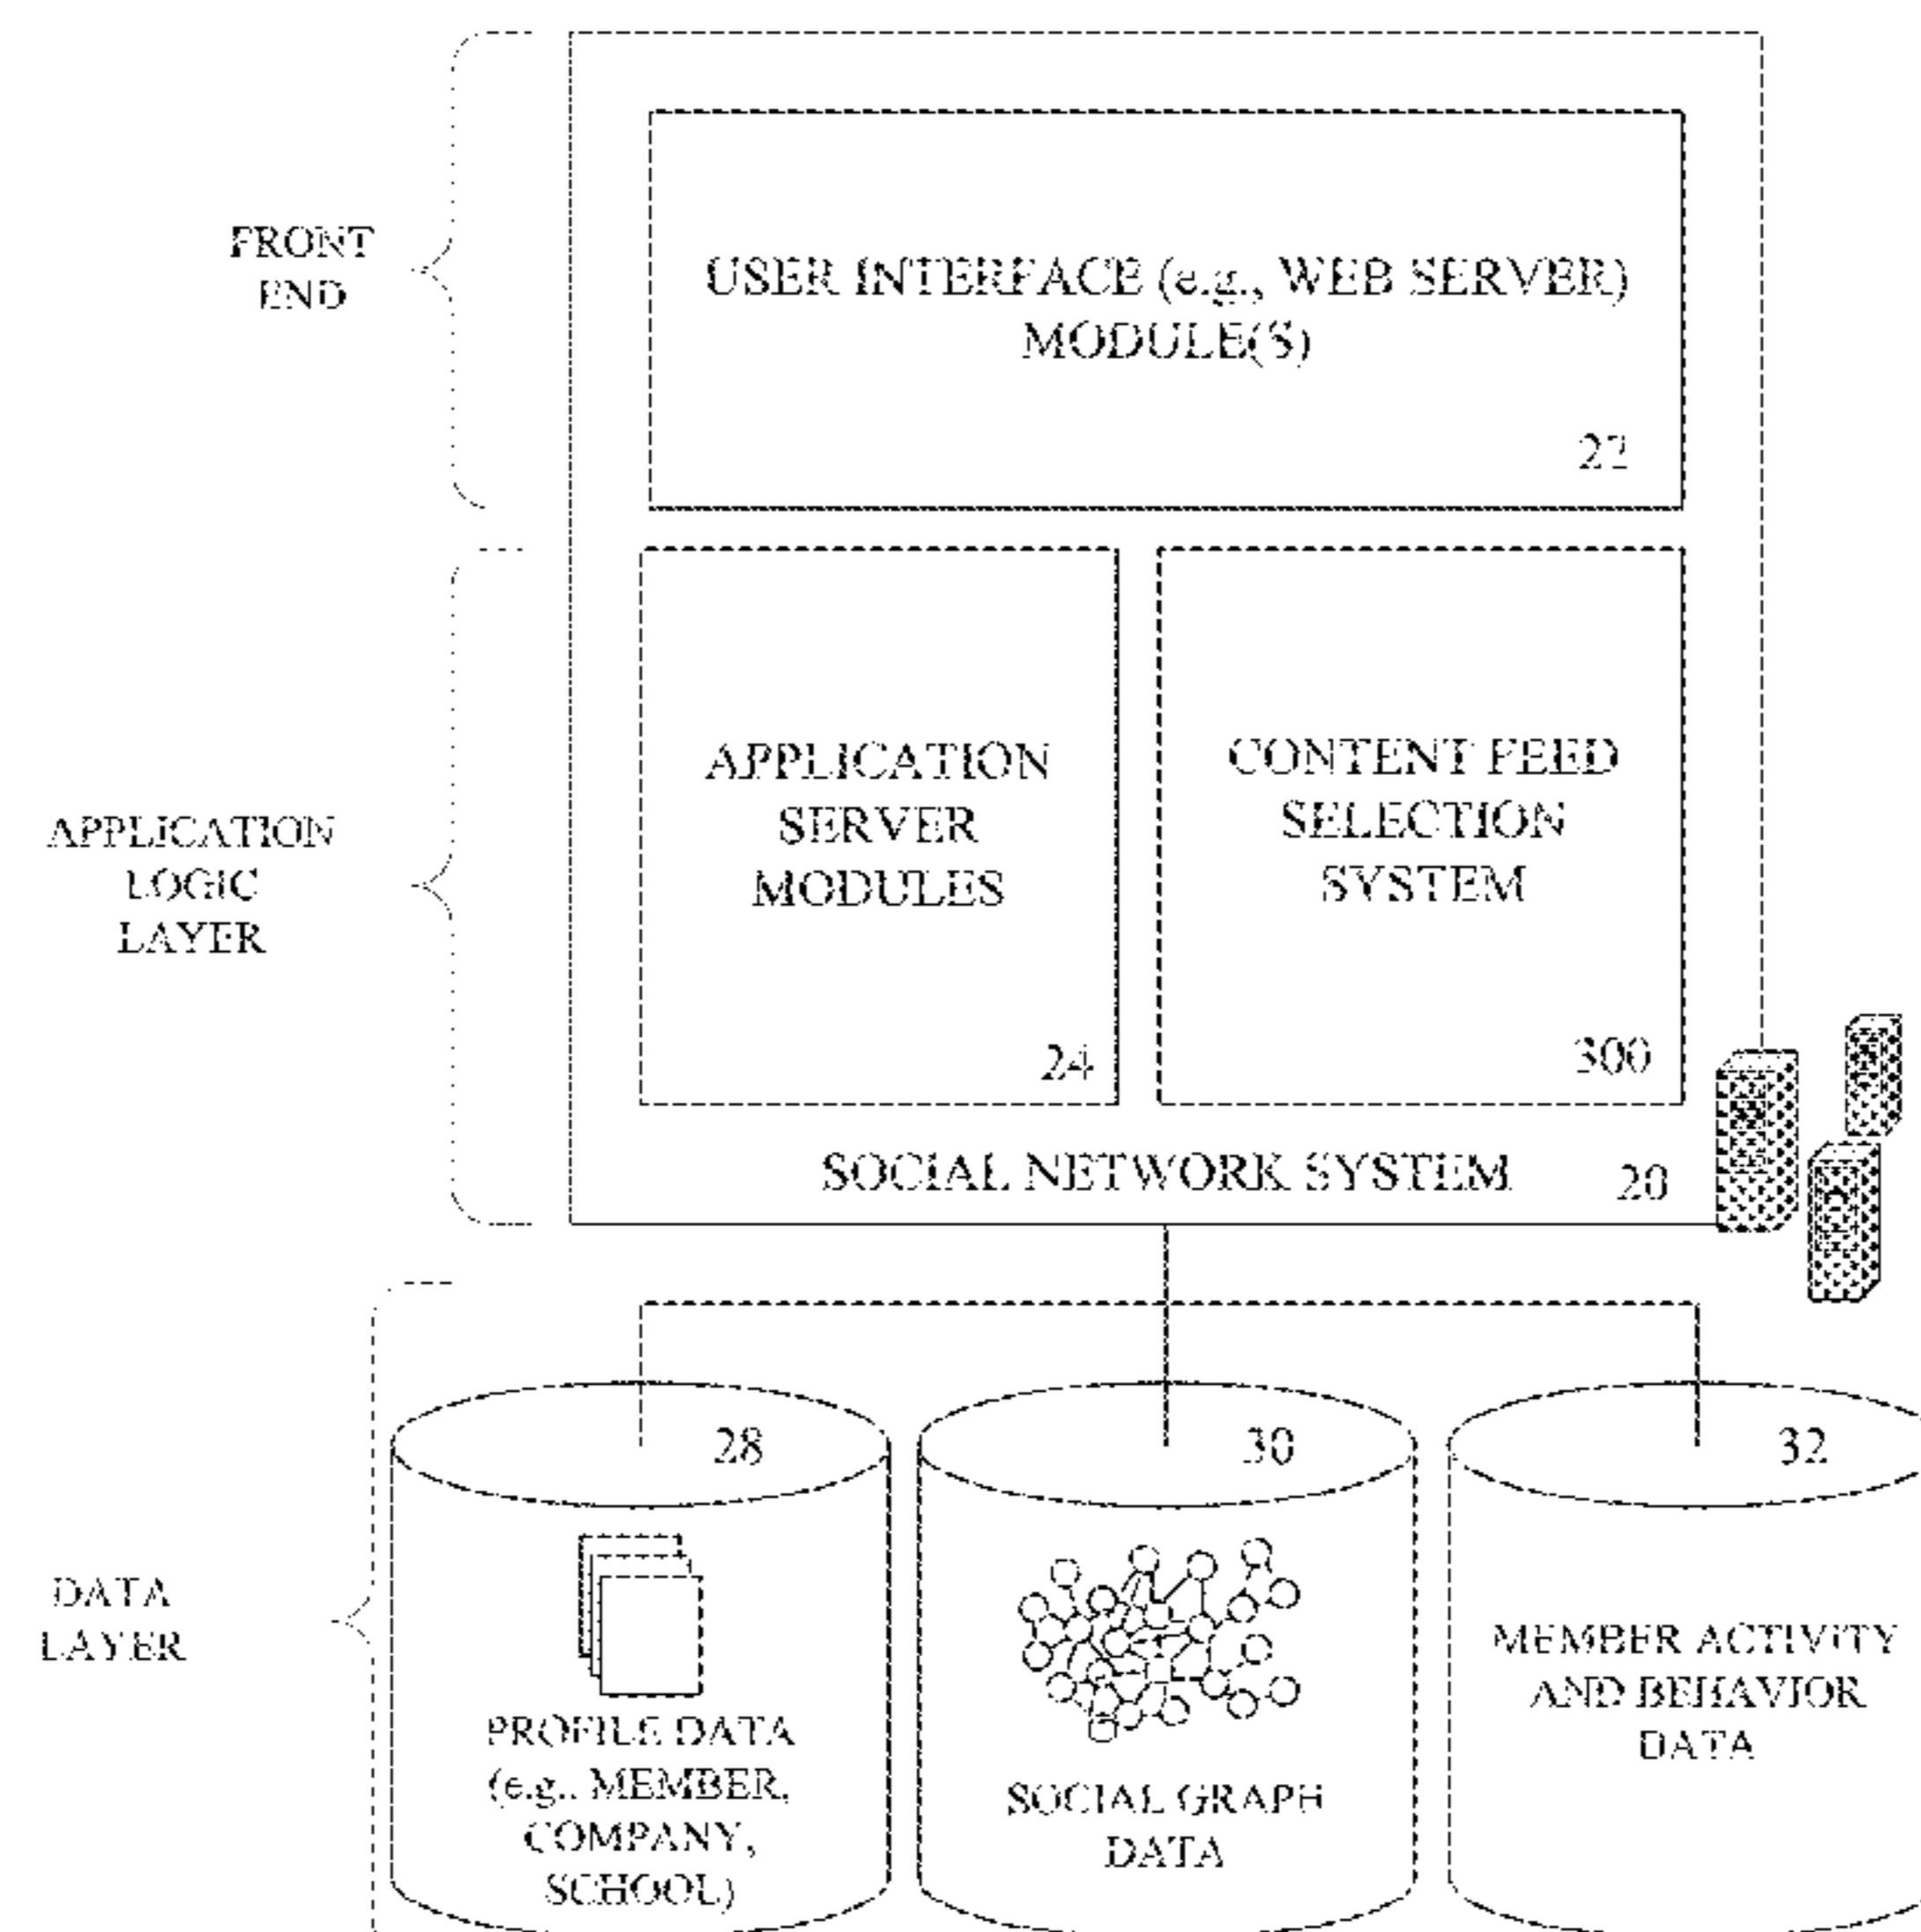 FRONT
END
USER INTERFACE (e.g., WEB SERVER)
MODULE(S)
22
APPLICATION
LOGIC
LAYER
APPLICATION
SERVER
MODULES
24
CONTENT FEED
SELECTION
SYSTEM
300
SOCIAL NETWORK SYSTEM
20
DATA
LAYER
28
PROFILE DATA
(e.g., MEMBER,
COMPANY,
SCHOOL)
30
SOCIAL GRAPH
DATA
32
MEMBER ACTIVITY
AND BEHAVIOR
DATA